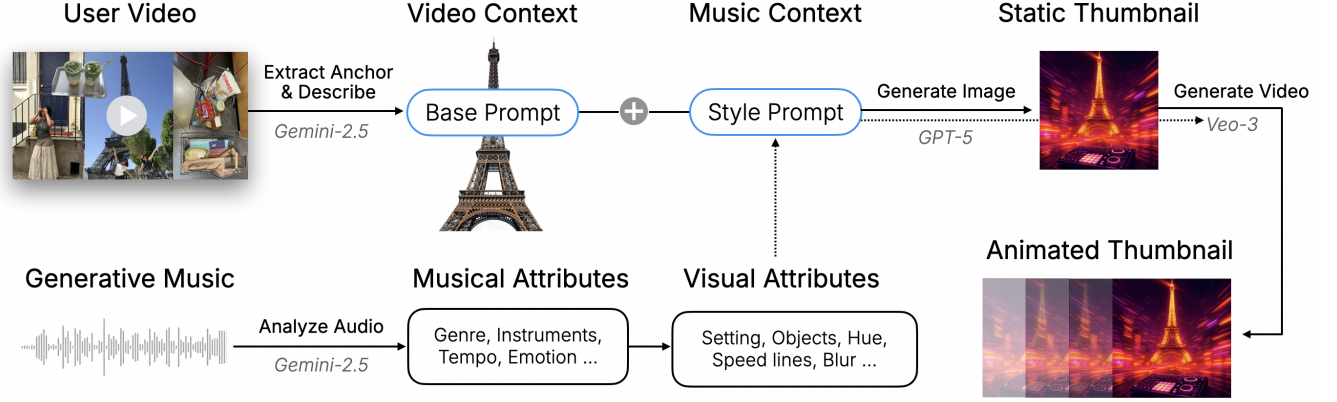 User Video
Video Context
Music Context
Static Thumbnail
Extract Anchor
& Describe
Gemini-2.5
Base Prompt
+
Style Prompt
Generate Image
GPT-5
Generate Video
Veo-3
Generative Music
Musical Attributes
Visual Attributes
Animated Thumbnail
Analyze Audio
Gemini-2.5
Genre, Instruments,
Tempo, Emotion ...
Setting, Objects, Hue,
Speed lines, Blur ...